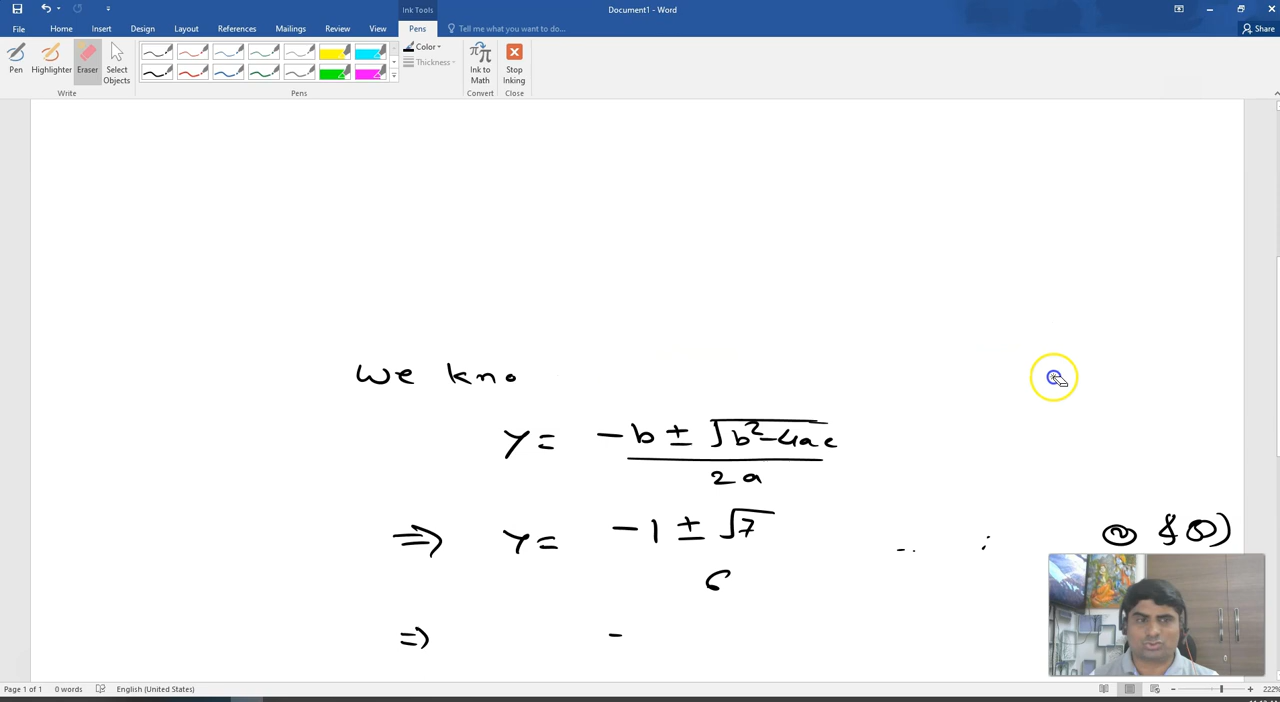 Ink Tools
Document1 - Word
File Home Insert Design Layout References Mailings Review View Pens Tell me what you want to do... Share
Pen Highlighter Eraser Select Objects
Color
Thickness
Ink to Math
Stop Inking
Write Pens Convert Close
We kno
Y = -b ± √b²-4ac
2a
⇒ Y = -1 ± √7
6
⇒ -
Page 1 of 1 0 words English (United States) 222%